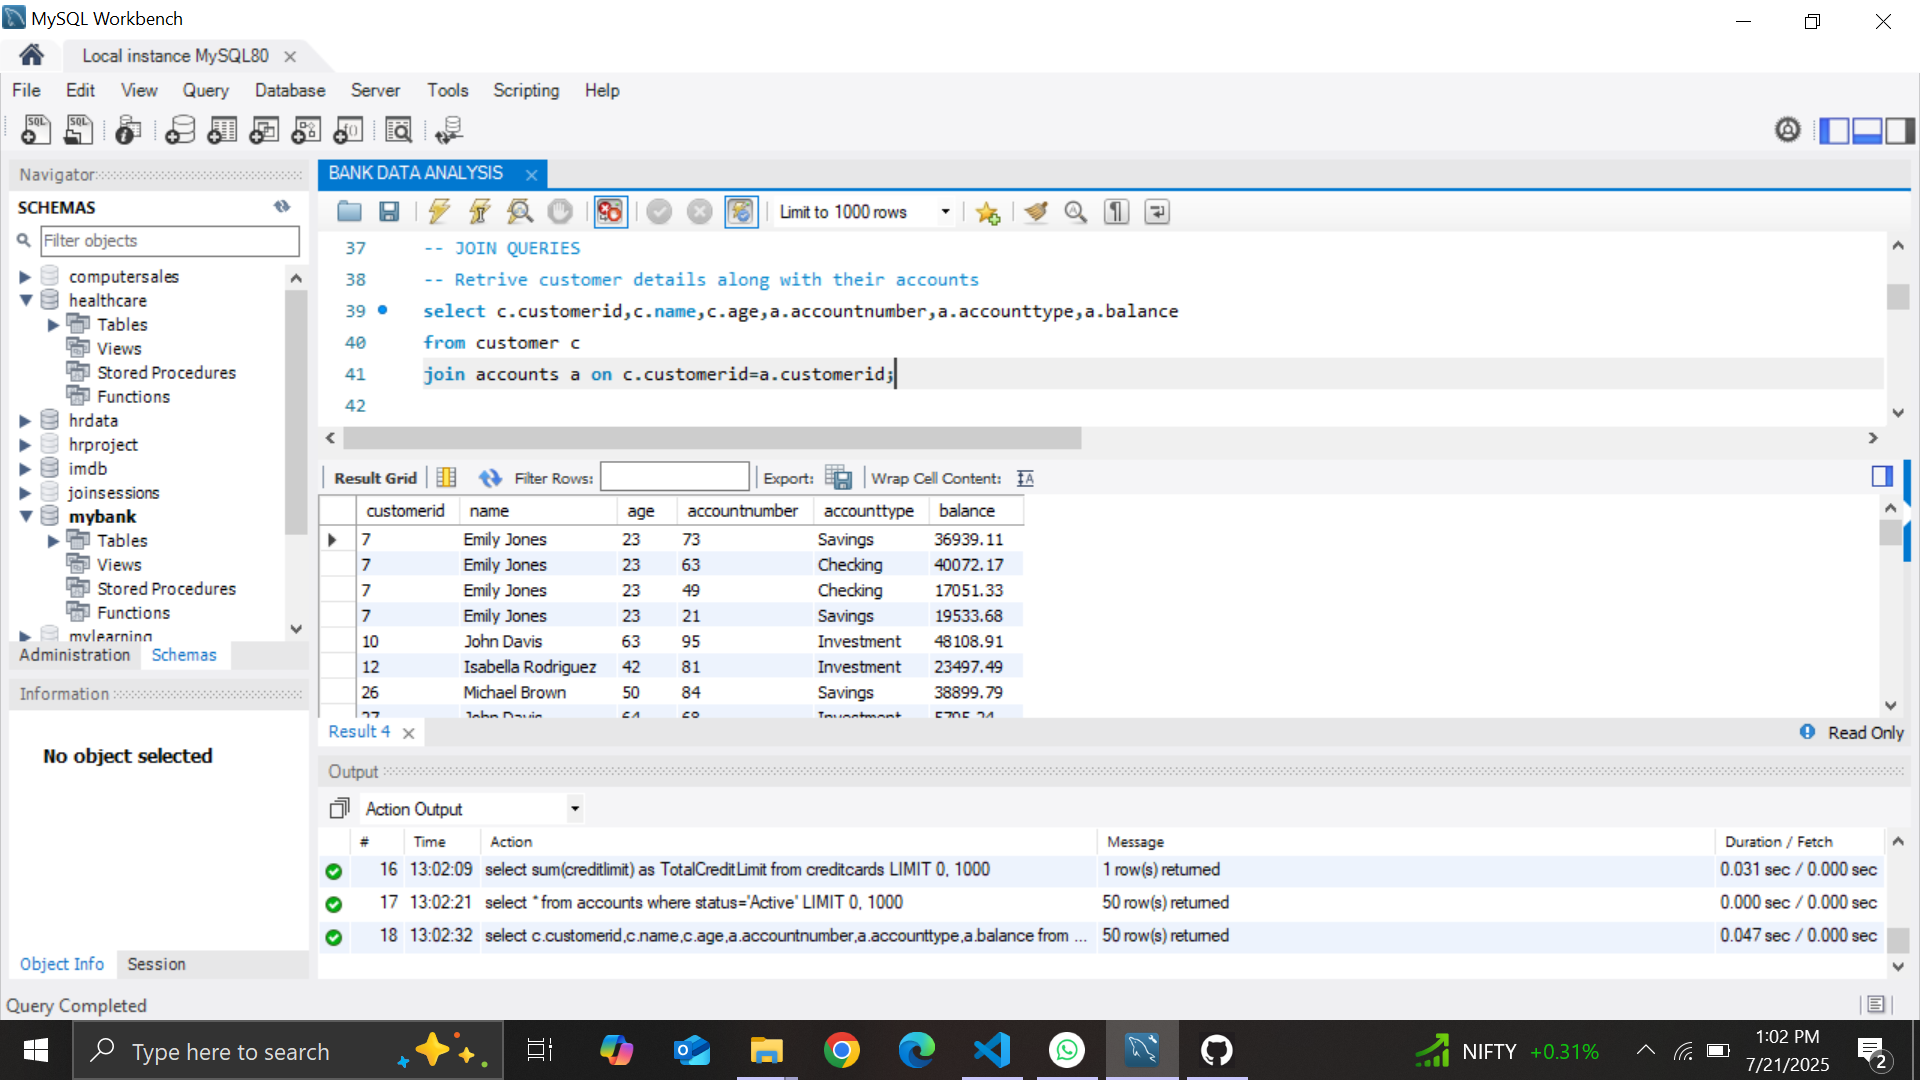 MySQL Workbench
Local instance MySQL80
File Edit View Query Database Server Tools Scripting Help
Navigator
SCHEMAS
Filter objects
computersales
healthcare
Tables
Views
Stored Procedures
Functions
hrdata
hrproject
imdb
joinsessions
mybank
Tables
Views
Stored Procedures
Functions
mylearning
Administration Schemas
Information
No object selected
Object Info Session
BANK DATA ANALYSIS
Limit to 1000 rows
37 -- JOIN QUERIES
38 -- Retrive customer details along with their accounts
39 select c.customerid,c.name,c.age,a.accountnumber,a.accounttype,a.balance
40 from customer c
41 join accounts a on c.customerid=a.customerid;
42
Result Grid Filter Rows: Export: Wrap Cell Content:
customerid name age accountnumber accounttype balance
7 Emily Jones 23 73 Savings 36939.11
7 Emily Jones 23 63 Checking 40072.17
7 Emily Jones 23 49 Checking 17051.33
7 Emily Jones 23 21 Savings 19533.68
10 John Davis 63 95 Investment 48108.91
12 Isabella Rodriguez 42 81 Investment 23497.49
26 Michael Brown 50 84 Savings 38899.79
John Davis 64 68 Investment
Result 4
Read Only
Output
Action Output
# Time Action Message Duration / Fetch
16 13:02:09 select sum(creditlimit) as TotalCreditLimit from creditcards LIMIT 0, 1000 1 row(s) returned 0.031 sec / 0.000 sec
17 13:02:21 select * from accounts where status='Active' LIMIT 0, 1000 50 row(s) returned 0.000 sec / 0.000 sec
18 13:02:32 select c.customerid,c.name,c.age,a.accountnumber,a.accounttype,a.balance from ... 50 row(s) returned 0.047 sec / 0.000 sec
Query Completed
Type here to search
NIFTY +0.31%
1:02 PM
7/21/2025
2